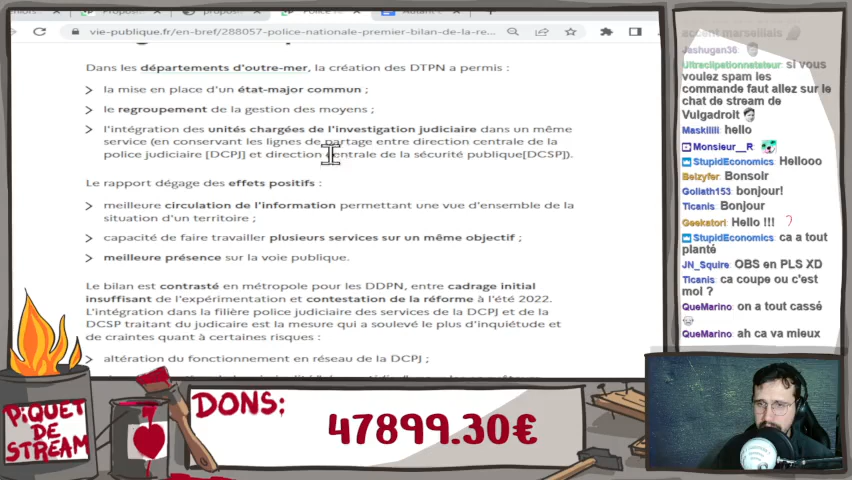 vie-publique.fr/en-bref/288057-police-nationale-premier-bilan-de-la-re...
Dans les départements d'outre-mer, la création des DTPN a permis :
la mise en place d'un état-major commun ;
le regroupement de la gestion des moyens ;
l'intégration des unités chargées de l'investigation judiciaire dans un même
service (en conservant les lignes de partage entre direction centrale de la
police judiciaire [DCPJ] et direction centrale de la sécurité publique[DCSP]).
Le rapport dégage des effets positifs :
meilleure circulation de l'information permettant une vue d'ensemble de la
situation d'un territoire ;
capacité de faire travailler plusieurs services sur un même objectif ;
meilleure présence sur la voie publique.
Le bilan est contrasté en métropole pour les DDPN, entre cadrage initial
insuffisant de l'expérimentation et contestation de la réforme à l'été 2022.
L'intégration dans la filière police judiciaire des services de la DCPJ et de la
DCSP traitant du judicaire est la mesure qui a soulevé le plus d'inquiétude et
de craintes quant à certaines risques :
altération du fonctionnement en réseau de la DCPJ ;
accent marseillais
Jashugan36:
Ultreclipetionnateteur: si vous
voulez spam les
commande faut allez sur le
chat de stream de
Vulgadroit
Maskilili: hello
Monsieur__R:
StupidEconomics: Hellooo
Belzyfer: Bonsoir
Goliath153: bonjour!
Ticanis: Bonjour
Geekatori: Hello !!! ?
StupidEconomics: ca a tout
planté
JN_Squire: OBS en PLS XD
Ticanis: ca coupe ou c'est
moi ?
QueMarino: on a tout cassé
QueMarino: ah ca va mieux
PiQUET
DE
STREAM
DONS:
47899.30€